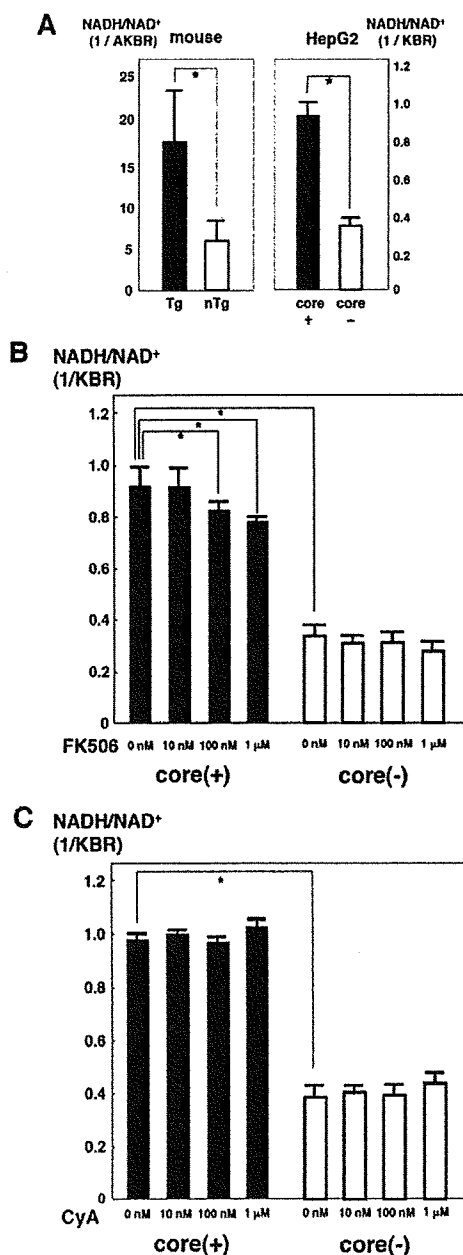 A
NADH/NAD⁺ mouse HepG2 NADH/NAD⁺
(1 / AKBR) (1 / KBR)
25
20
15
10
5
0
*
Tg nTg
1.2
1.0
0.8
0.6
0.4
0.2
0
*
core core
+ −
B
NADH/NAD⁺
(1/KBR)
1.2
1.0
0.8
0.6
0.4
0.2
0
*
*
*
FK506 0 nM 10 nM 100 nM 1 μM 0 nM 10 nM 100 nM 1 μM
core(+) core(-)
C
NADH/NAD⁺
(1/KBR)
1.2
1.0
0.8
0.6
0.4
0.2
0
*
CyA 0 nM 10 nM 100 nM 1 μM 0 nM 10 nM 100 nM 1 μM
core(+) core(-)